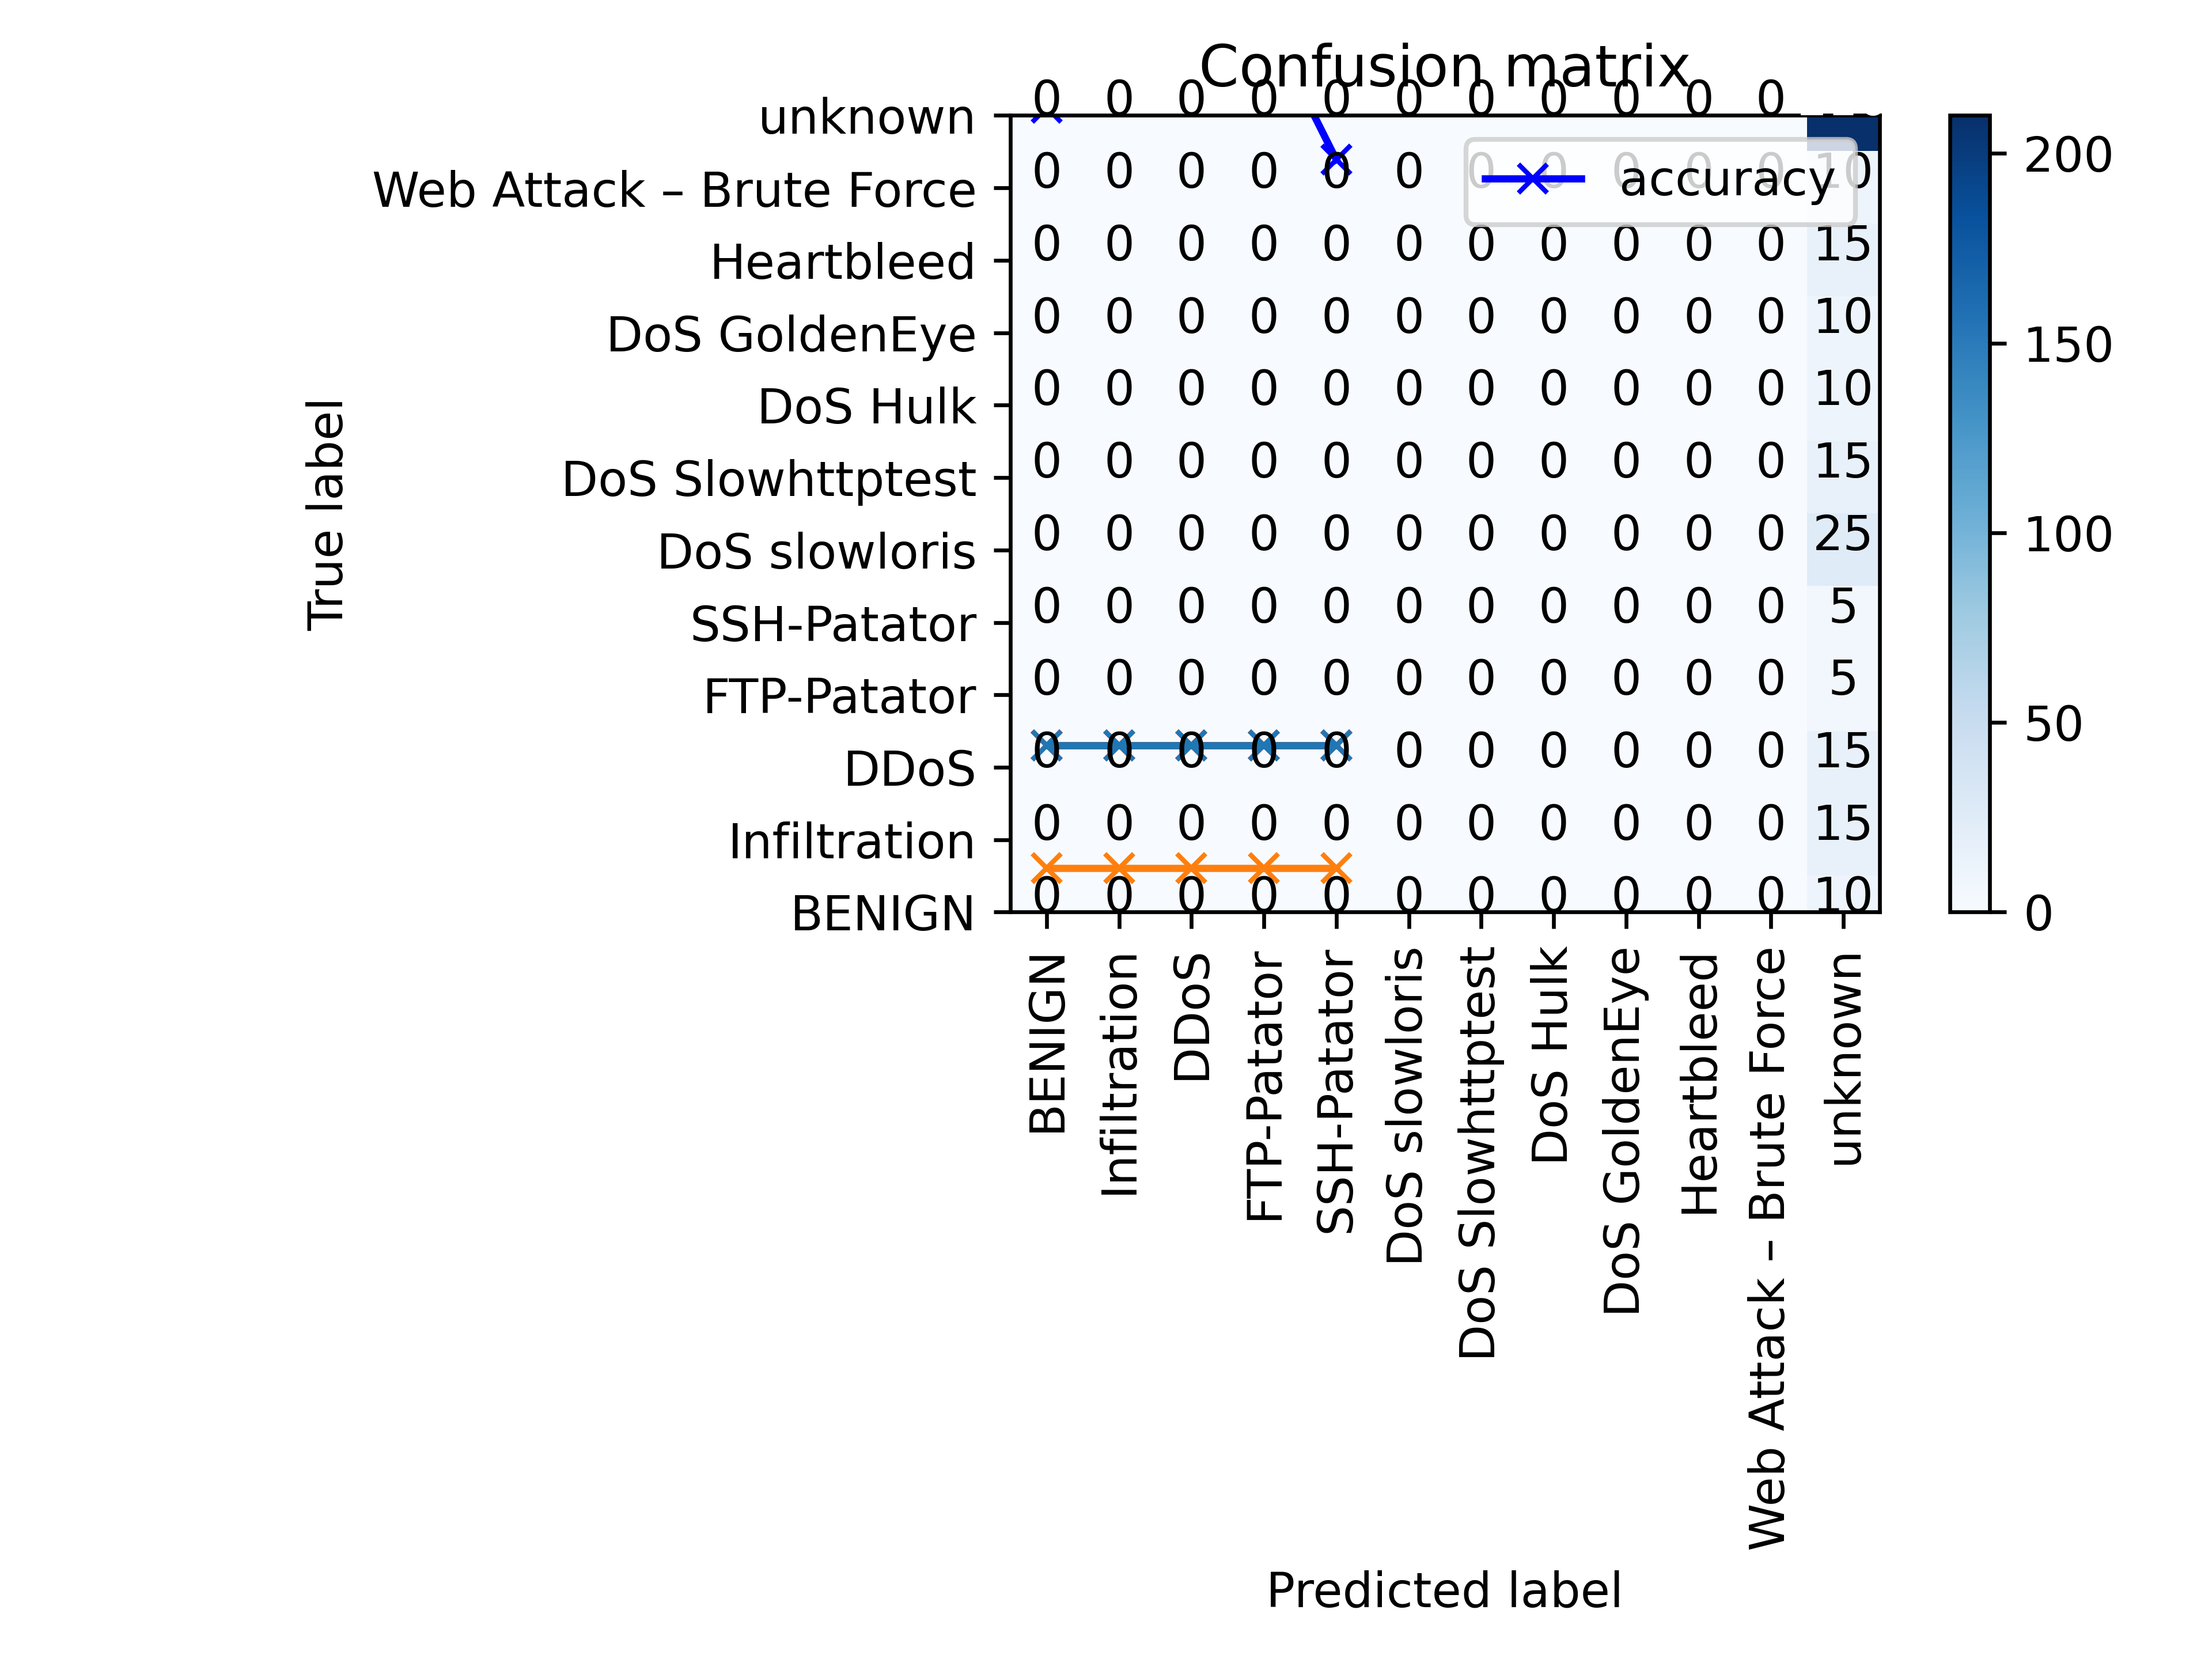 Confusion matrix
0 0 0 0 0 0 0 0 0 0 0
unknown
0 0 0 0 0 0 0 0 0 0 0 10
accuracy
Web Attack – Brute Force
0 0 0 0 0 0 0 0 0 0 0 15
Heartbleed
0 0 0 0 0 0 0 0 0 0 0 10
DoS GoldenEye
0 0 0 0 0 0 0 0 0 0 0 10
DoS Hulk
0 0 0 0 0 0 0 0 0 0 0 15
DoS Slowhttptest
0 0 0 0 0 0 0 0 0 0 0 25
DoS slowloris
0 0 0 0 0 0 0 0 0 0 0 5
SSH-Patator
0 0 0 0 0 0 0 0 0 0 0 5
FTP-Patator
0 0 0 0 0 0 0 0 0 0 0 15
DDoS
0 0 0 0 0 0 0 0 0 0 0 15
Infiltration
0 0 0 0 0 0 0 0 0 0 0 10
BENIGN
True label
200
150
100
50
0
BENIGN
Infiltration
DDoS
FTP-Patator
SSH-Patator
DoS slowloris
DoS Slowhttptest
DoS Hulk
DoS GoldenEye
Heartbleed
Web Attack – Brute Force
unknown
Predicted label